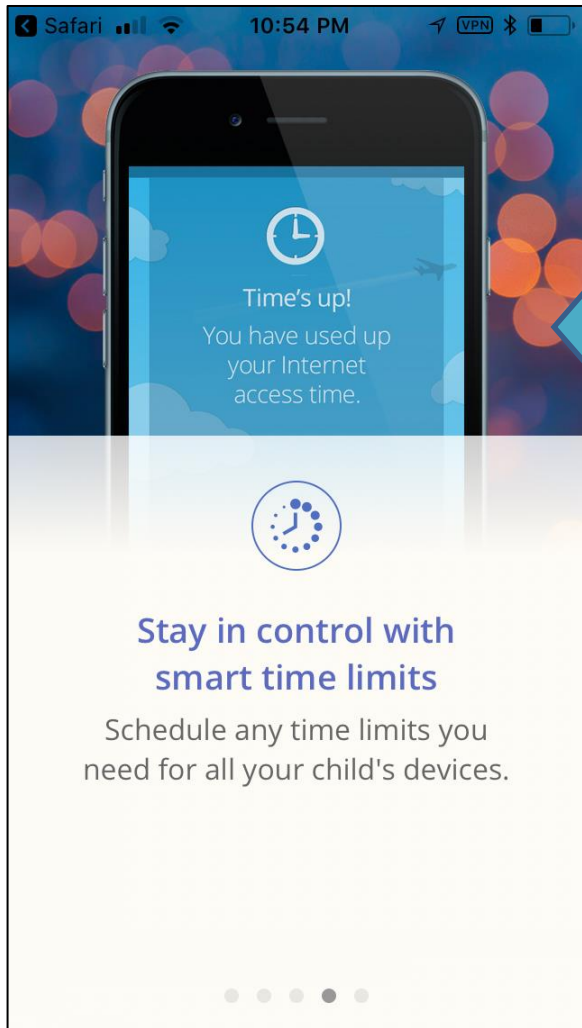 Safari 10:54 PM VPN
Time's up!
You have used up
your Internet
access time.
Stay in control with
smart time limits
Schedule any time limits you
need for all your child's devices.